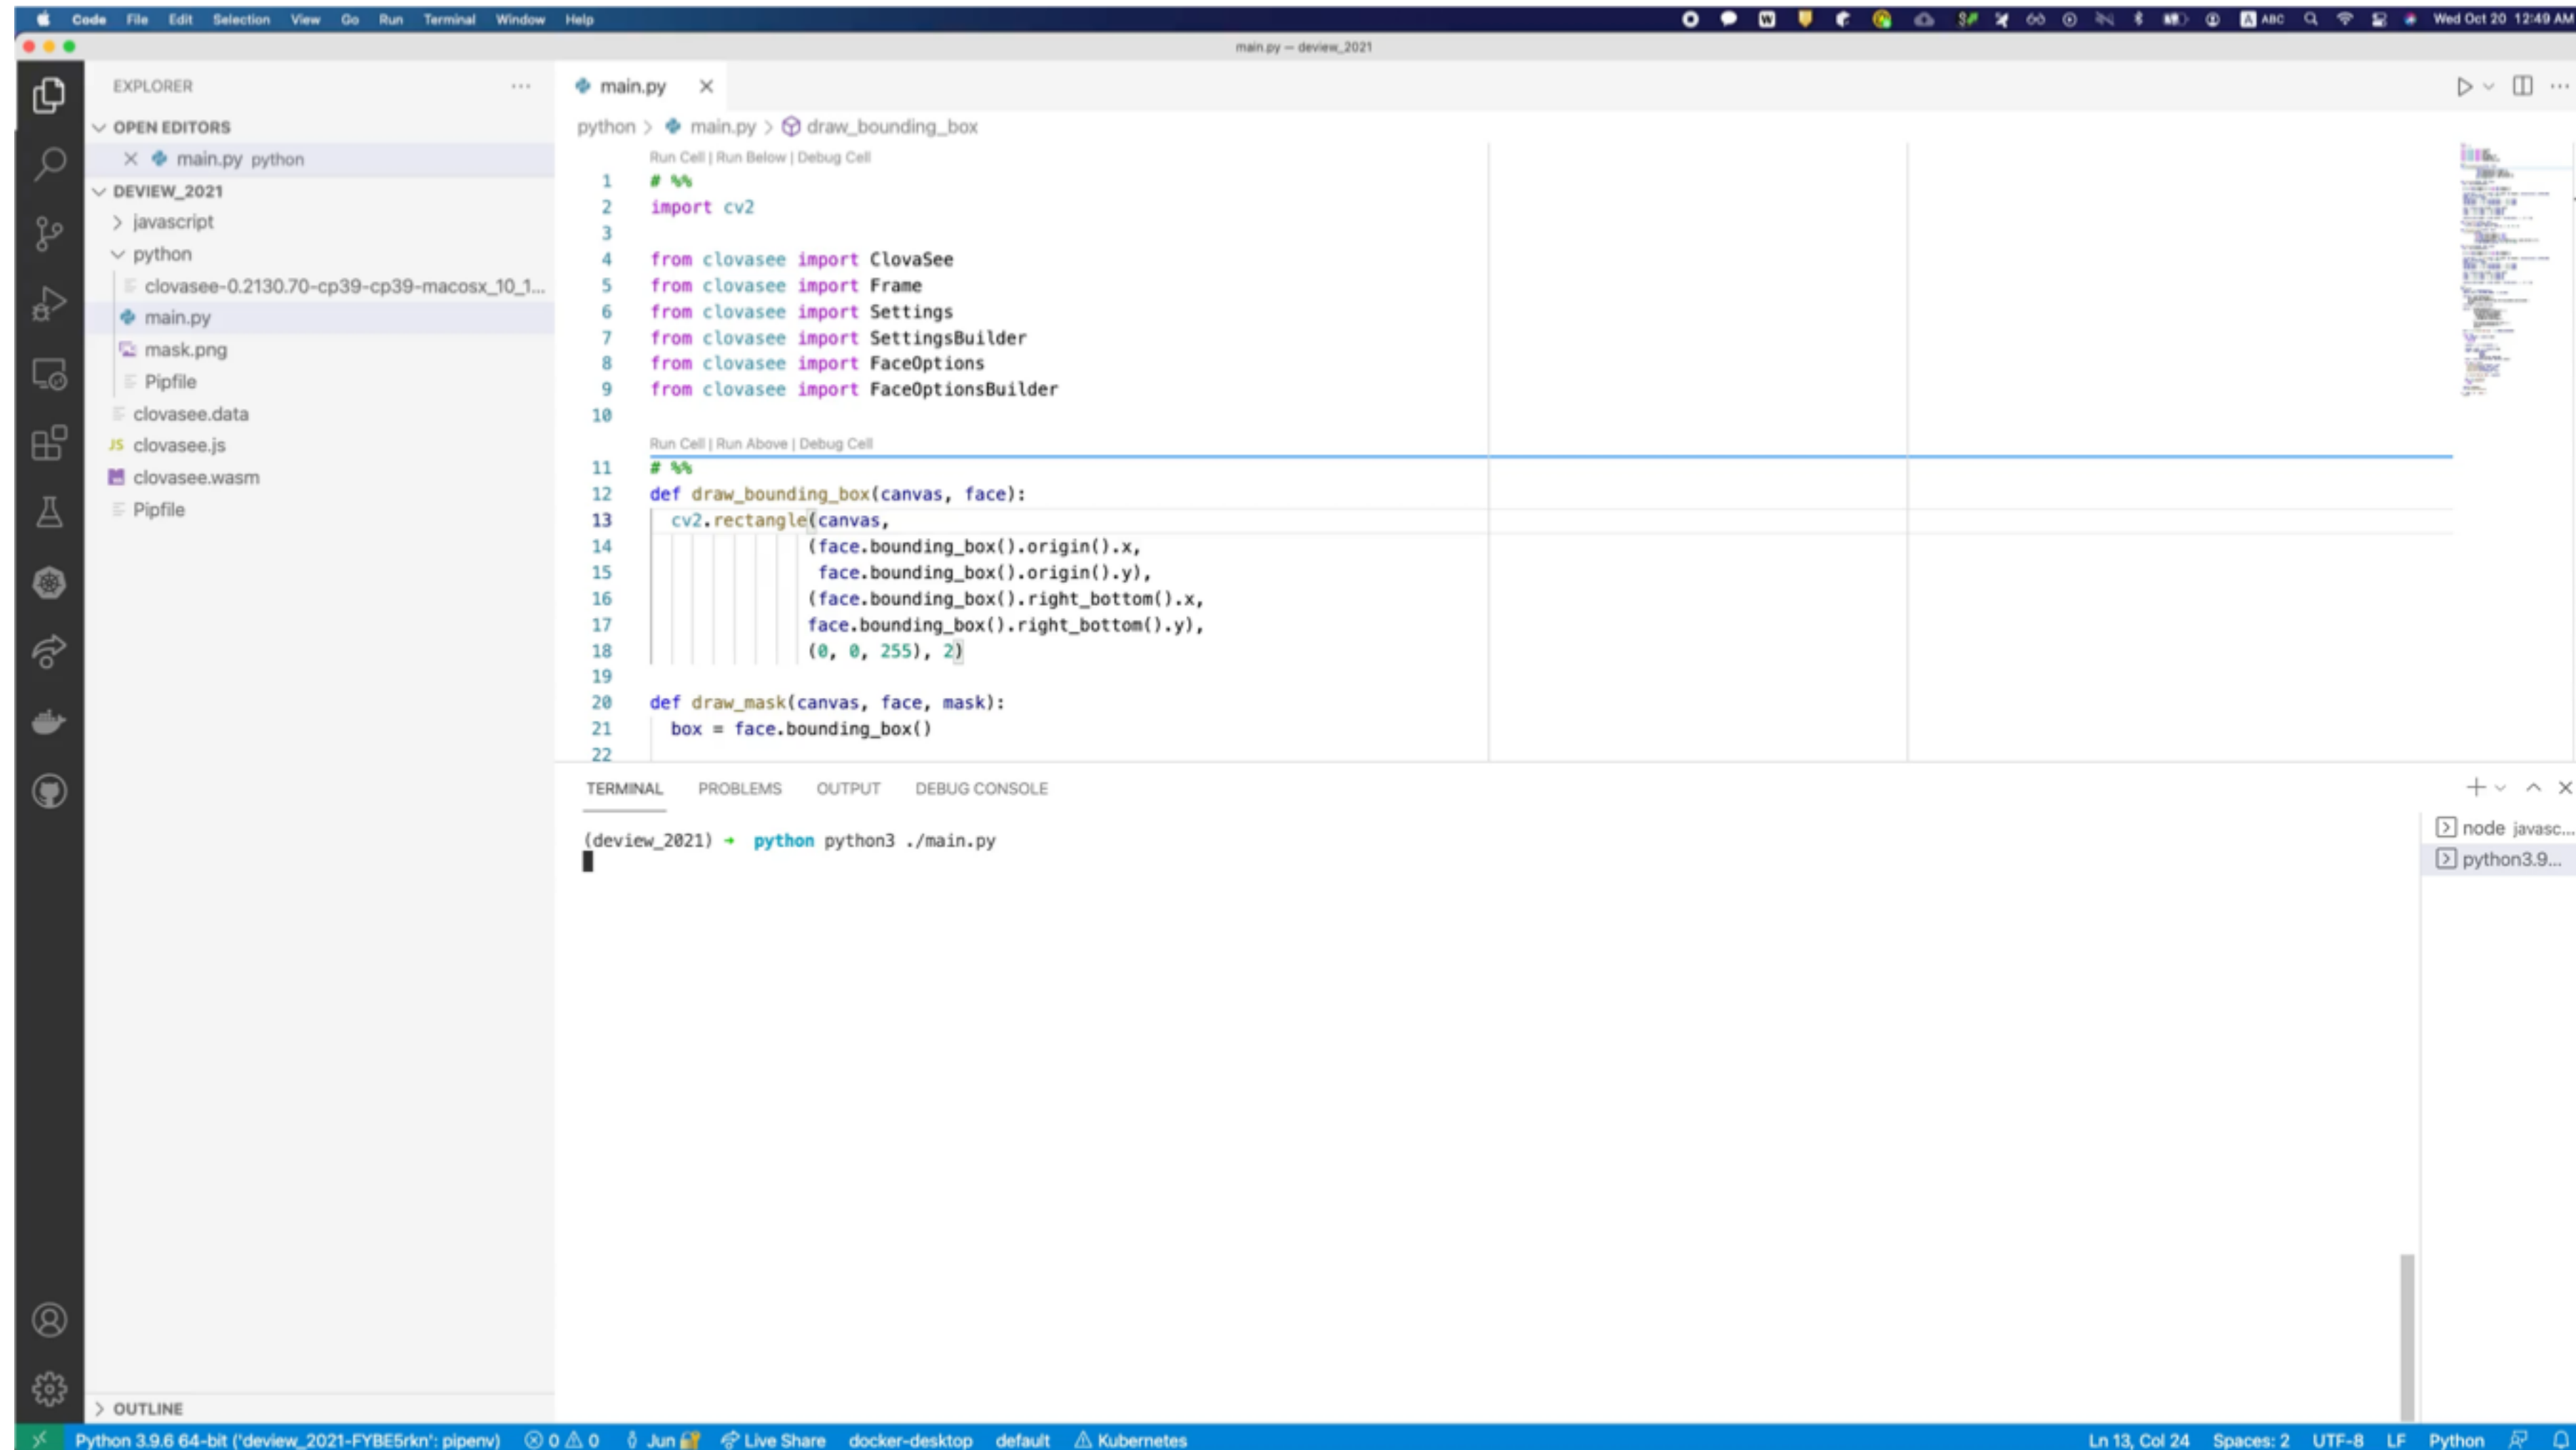 Code File Edit Selection View Go Run Terminal Window Help
ABC Wed Oct 20 12:49 AM
main.py — deview_2021
EXPLORER
OPEN EDITORS
main.py python
DEVIEW_2021
javascript
python
clovasee-0.2130.70-cp39-cp39-macosx_10_1...
main.py
mask.png
Pipfile
clovasee.data
JS clovasee.js
clovasee.wasm
Pipfile
OUTLINE
main.py
python > main.py > draw_bounding_box
Run Cell | Run Below | Debug Cell
1 # %%
2 import cv2
3
4 from clovasee import ClovaSee
5 from clovasee import Frame
6 from clovasee import Settings
7 from clovasee import SettingsBuilder
8 from clovasee import FaceOptions
9 from clovasee import FaceOptionsBuilder
10
Run Cell | Run Above | Debug Cell
11 # %%
12 def draw_bounding_box(canvas, face):
13 cv2.rectangle(canvas,
14 (face.bounding_box().origin().x,
15 face.bounding_box().origin().y),
16 (face.bounding_box().right_bottom().x,
17 face.bounding_box().right_bottom().y),
18 (0, 0, 255), 2)
19
20 def draw_mask(canvas, face, mask):
21 box = face.bounding_box()
22
TERMINAL PROBLEMS OUTPUT DEBUG CONSOLE
(deview_2021) → python python3 ./main.py
node javasc...
python3.9...
Python 3.9.6 64-bit ('deview_2021-FYBE5rkn': pipenv) 0 0 Jun Live Share docker-desktop default Kubernetes
Ln 13, Col 24 Spaces: 2 UTF-8 LF Python